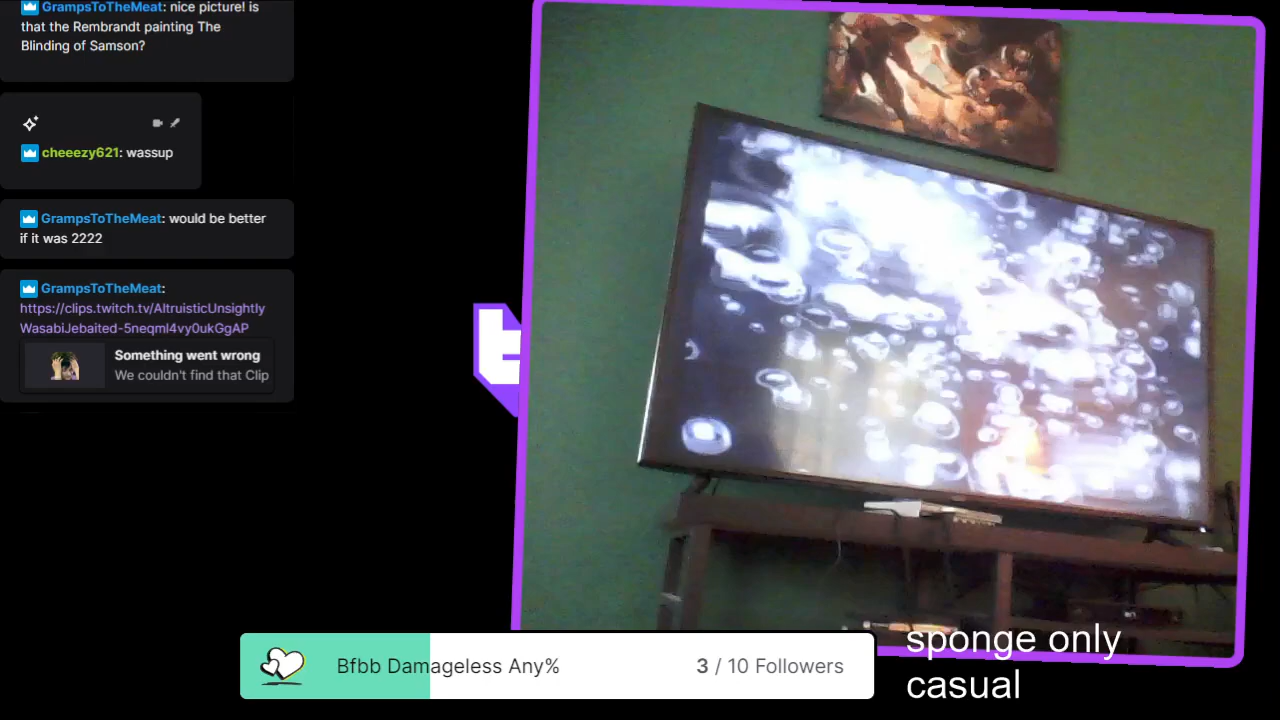 GrampsToTheMeat: nice picture! is
that the Rembrandt painting The
Blinding of Samson?
cheeezy621: wassup
GrampsToTheMeat: would be better
if it was 2222
GrampsToTheMeat:
https://clips.twitch.tv/AltruisticUnsightly
WasabiJebaited-5neqml4vy0ukGgAP
Something went wrong
We couldn't find that Clip
Bfbb Damageless Any%
3 / 10 Followers
sponge only
casual